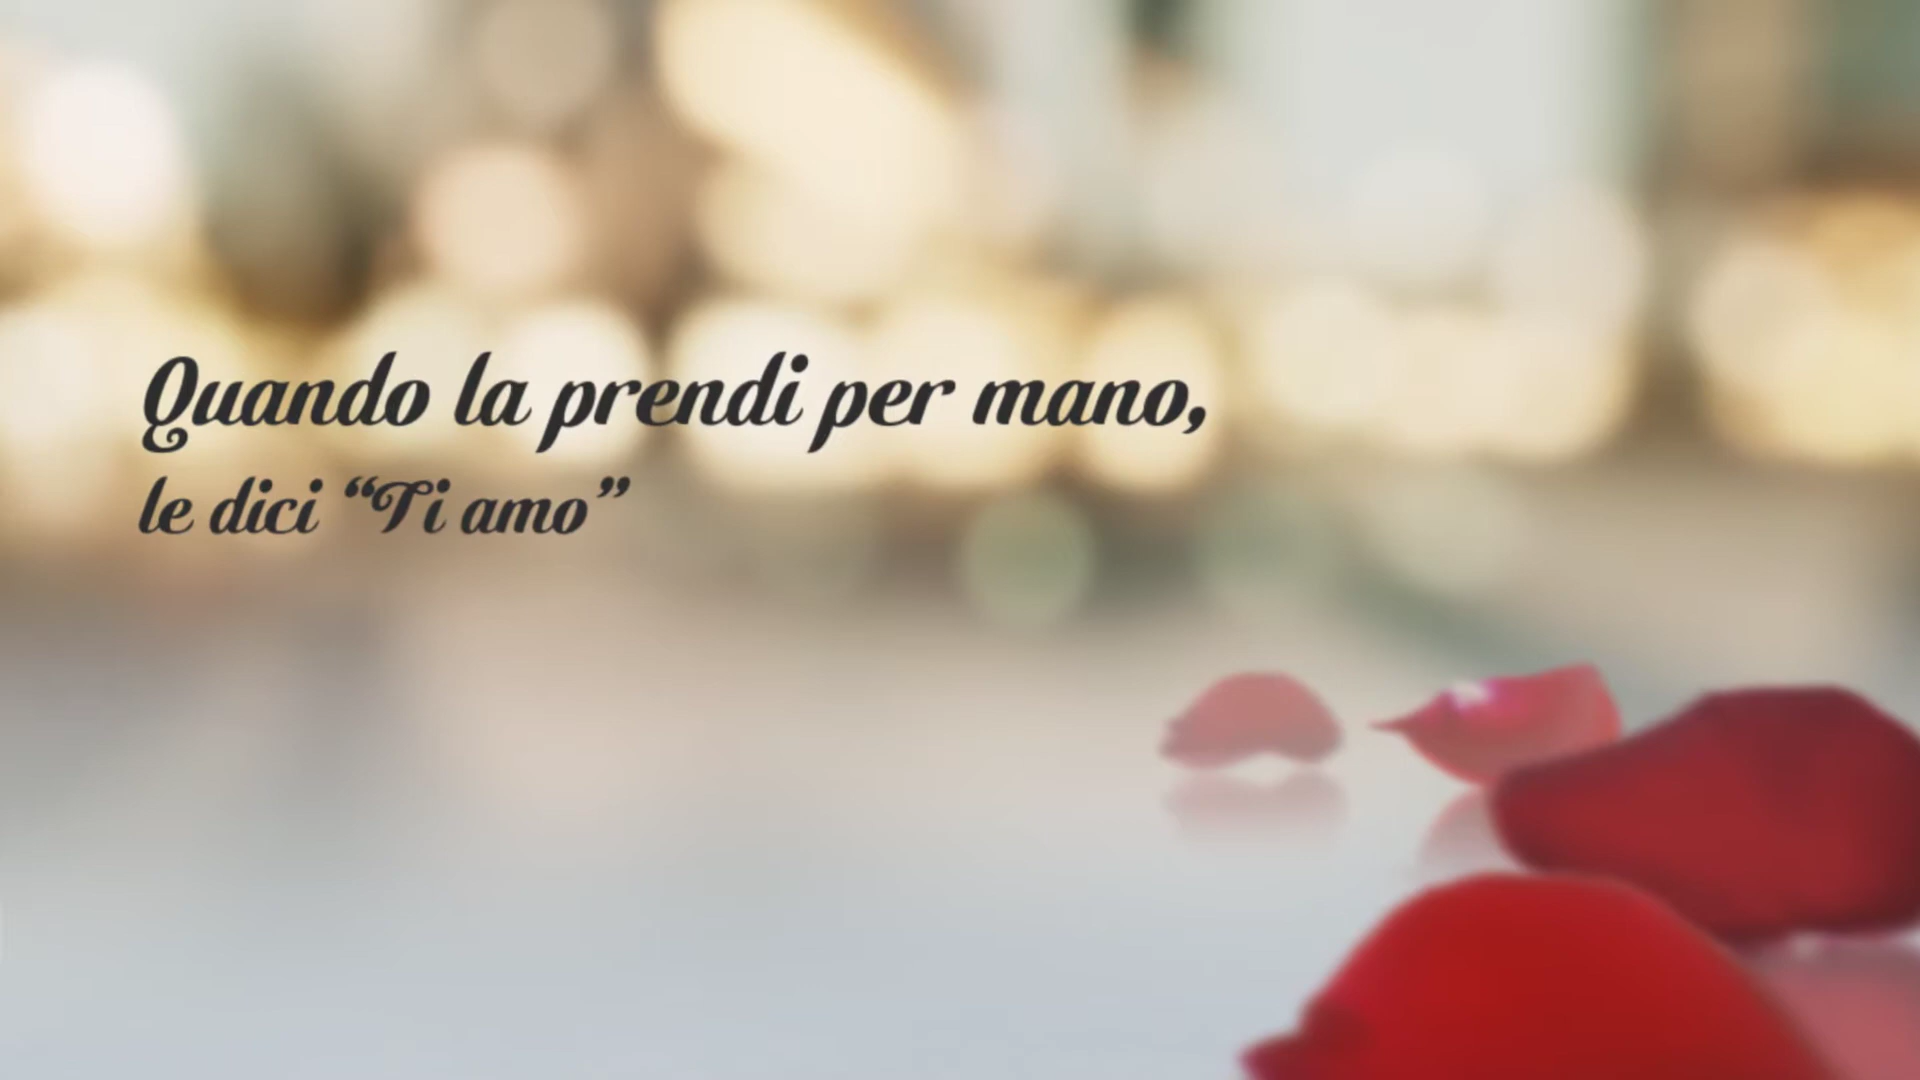 Quando la prendi per mano,
le dici “Ti amo”